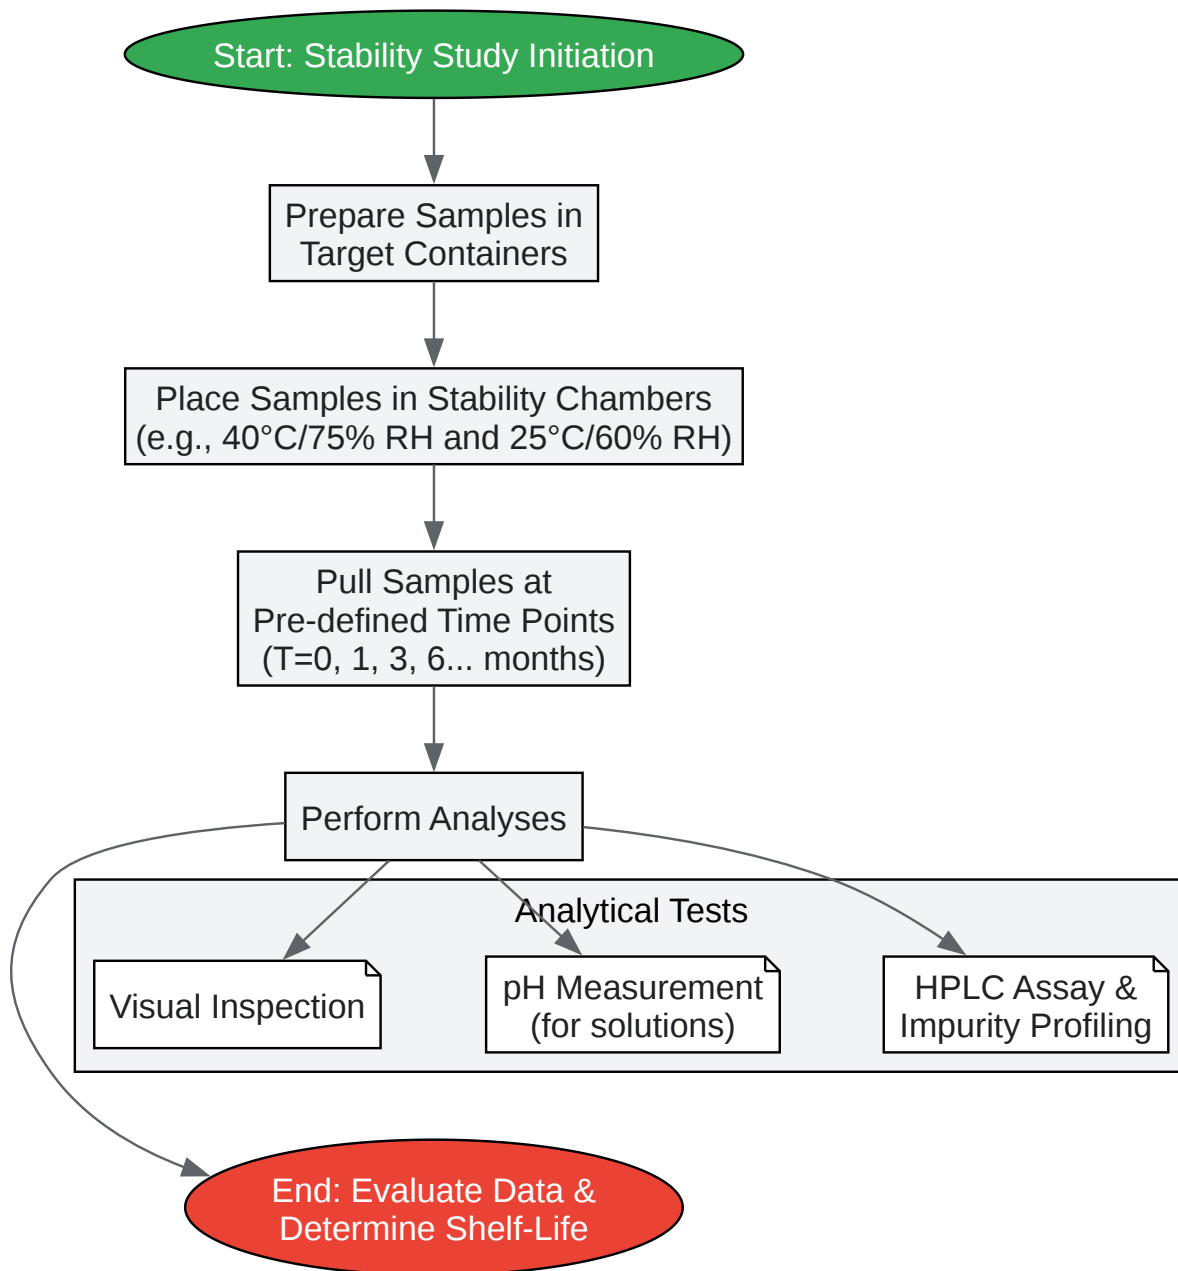 Start: Stability Study Initiation
Prepare Samples in
Target Containers
Place Samples in Stability Chambers
(e.g., 40°C/75% RH and 25°C/60% RH)
Pull Samples at
Pre-defined Time Points
(T=0, 1, 3, 6... months)
Perform Analyses
Analytical Tests
Visual Inspection
pH Measurement
(for solutions)
HPLC Assay &
Impurity Profiling
End: Evaluate Data &
Determine Shelf-Life